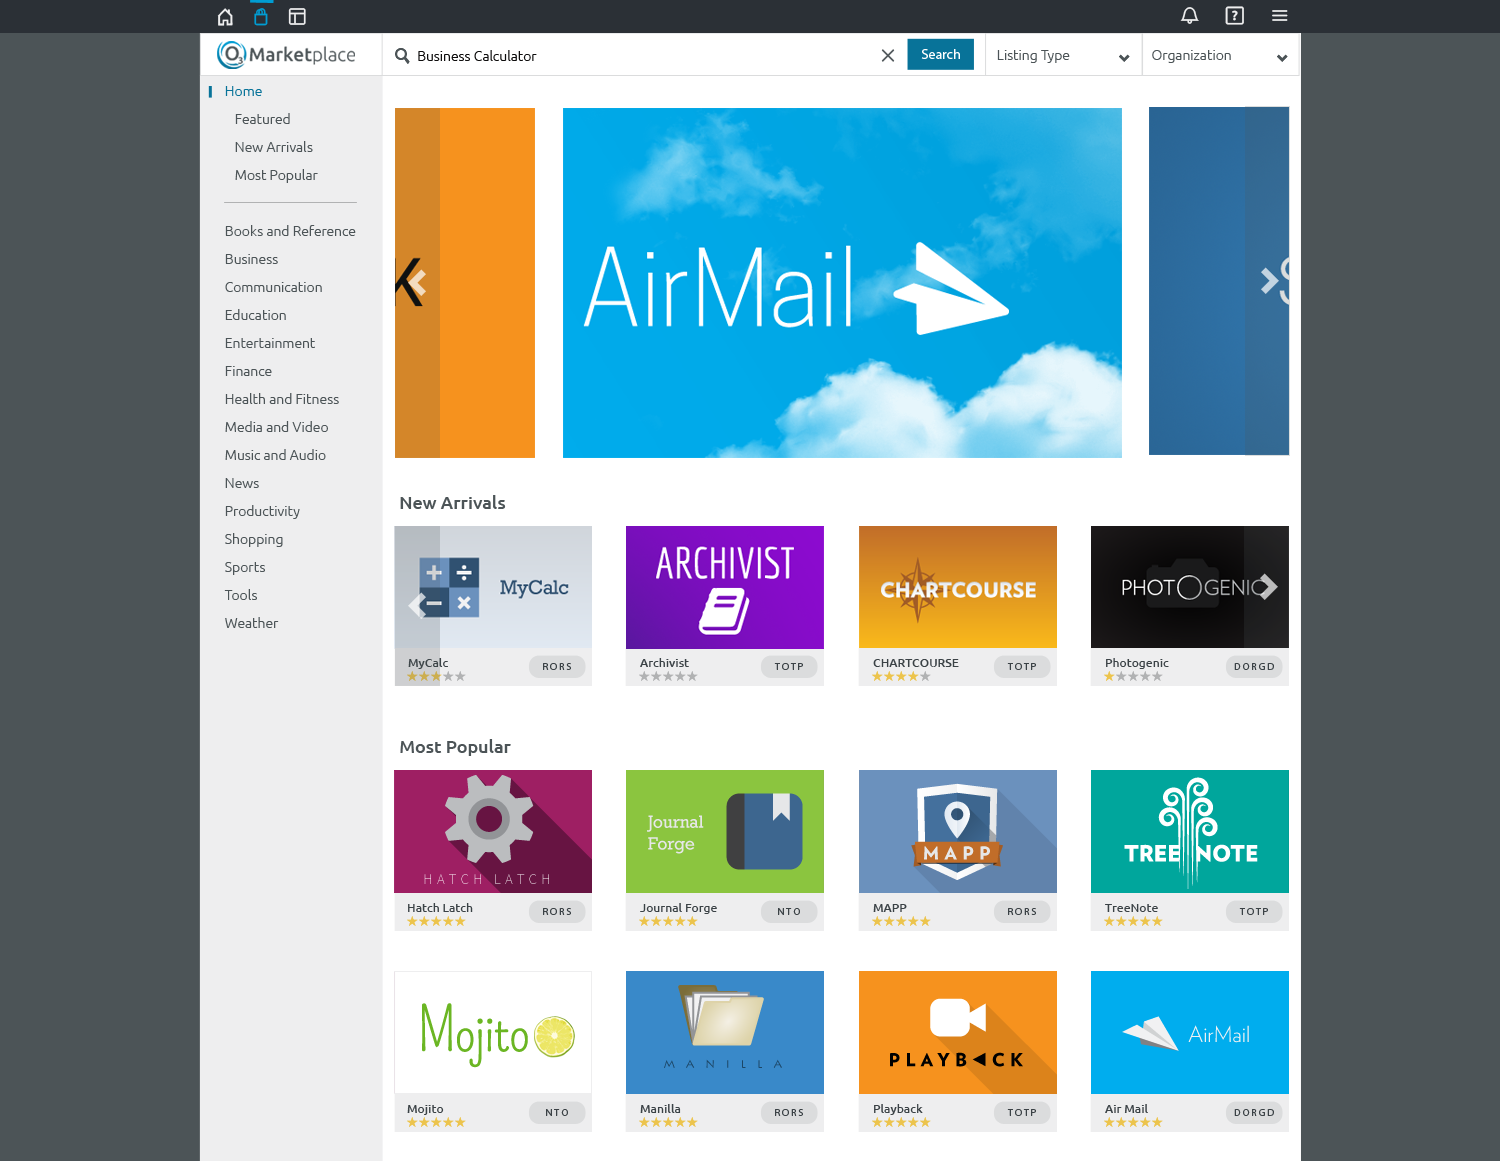 Marketplace
Business Calculator
Search
Listing Type
Organization
Home
Featured
New Arrivals
Most Popular
Books and Reference
Business
Communication
Education
Entertainment
Finance
Health and Fitness
Media and Video
Music and Audio
News
Productivity
Shopping
Sports
Tools
Weather
K
AirMail
S
New Arrivals
MyCalc
ARCHIVIST
CHARTCOURSE
PHOTOGENIC
MyCalc
RORS
Archivist
TOTP
CHARTCOURSE
TOTP
Photogenic
DORGD
Most Popular
HATCH LATCH
Journal
Forge
MAPP
TREE NOTE
Hatch Latch
RORS
Journal Forge
NTO
MAPP
RORS
TreeNote
TOTP
Mojito
MANILLA
PLAYBACK
AirMail
Mojito
NTO
Manilla
RORS
Playback
TOTP
Air Mail
DORGD